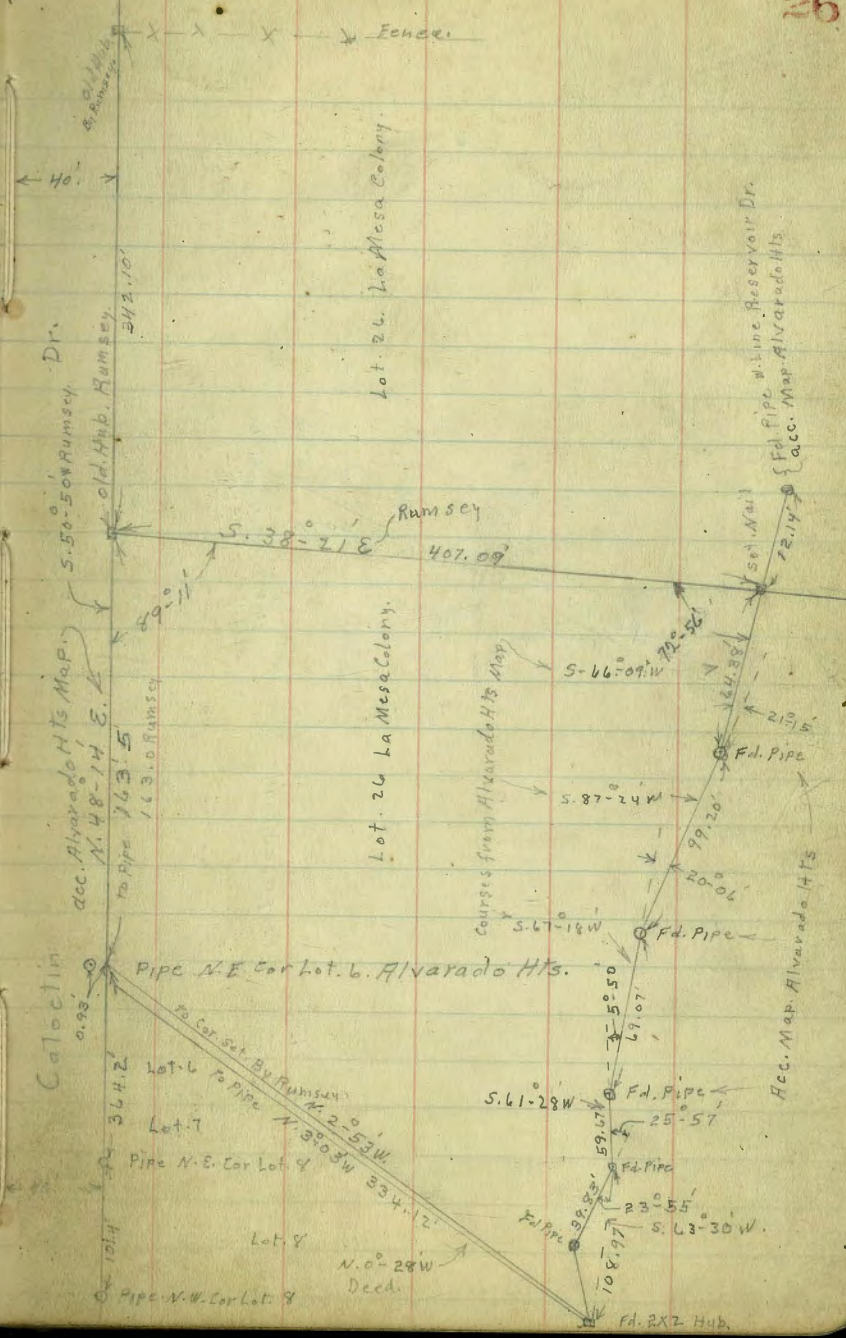 26
Fence.
Old Hub
By Rumsey
40'
342.10'
Lot. 26. La Mesa Colony.
Fd. Pipe W. Line Reservoir Dr.
acc. Map. Alvarado Hts
72.14'
Set. Nail
S. 50°-50' W Rumsey. Dr.
old. Hub. Rumsey.
Rumsey
S. 38°-21' E
407.09'
89°-11'
72°-56'
acc. Alvarado Hts Map.
N. 48°-14' E.
to Pipe 163.5'
163.0 Rumsey
Lot. 26 La Mesa Colony.
Courses from Alvarado Hts Map
S-66°-09' W
64.88'
21°-15'
Fd. Pipe
S. 87°-24' W
99.20'
20°-06'
S. 67°-18' W
Fd. Pipe
Acc. Map. Alvarado Hts
Pipe N.E Cor Lot. 6. Alvarado Hts.
0.93'
5°-50
69.07'
to Cor. set By Rumsey
N. 2°-53' W.
to Pipe
N. 3°-03' W 334.12'
364.2'
Lot. 6
Lot. 7
S. 61°-28' W
Fd. Pipe
25°-57'
59.67'
Pipe N.E. Cor Lot. 8
Fd. Pipe
39.83'
23°-55'
S. 63°-30' W.
Fd Pipe
108.97'
Lot. 8'
N. 0°-28' W
Deed.
101.4'
Pipe N.W. Cor Lot. 8
Fd. 2X2 Hub.